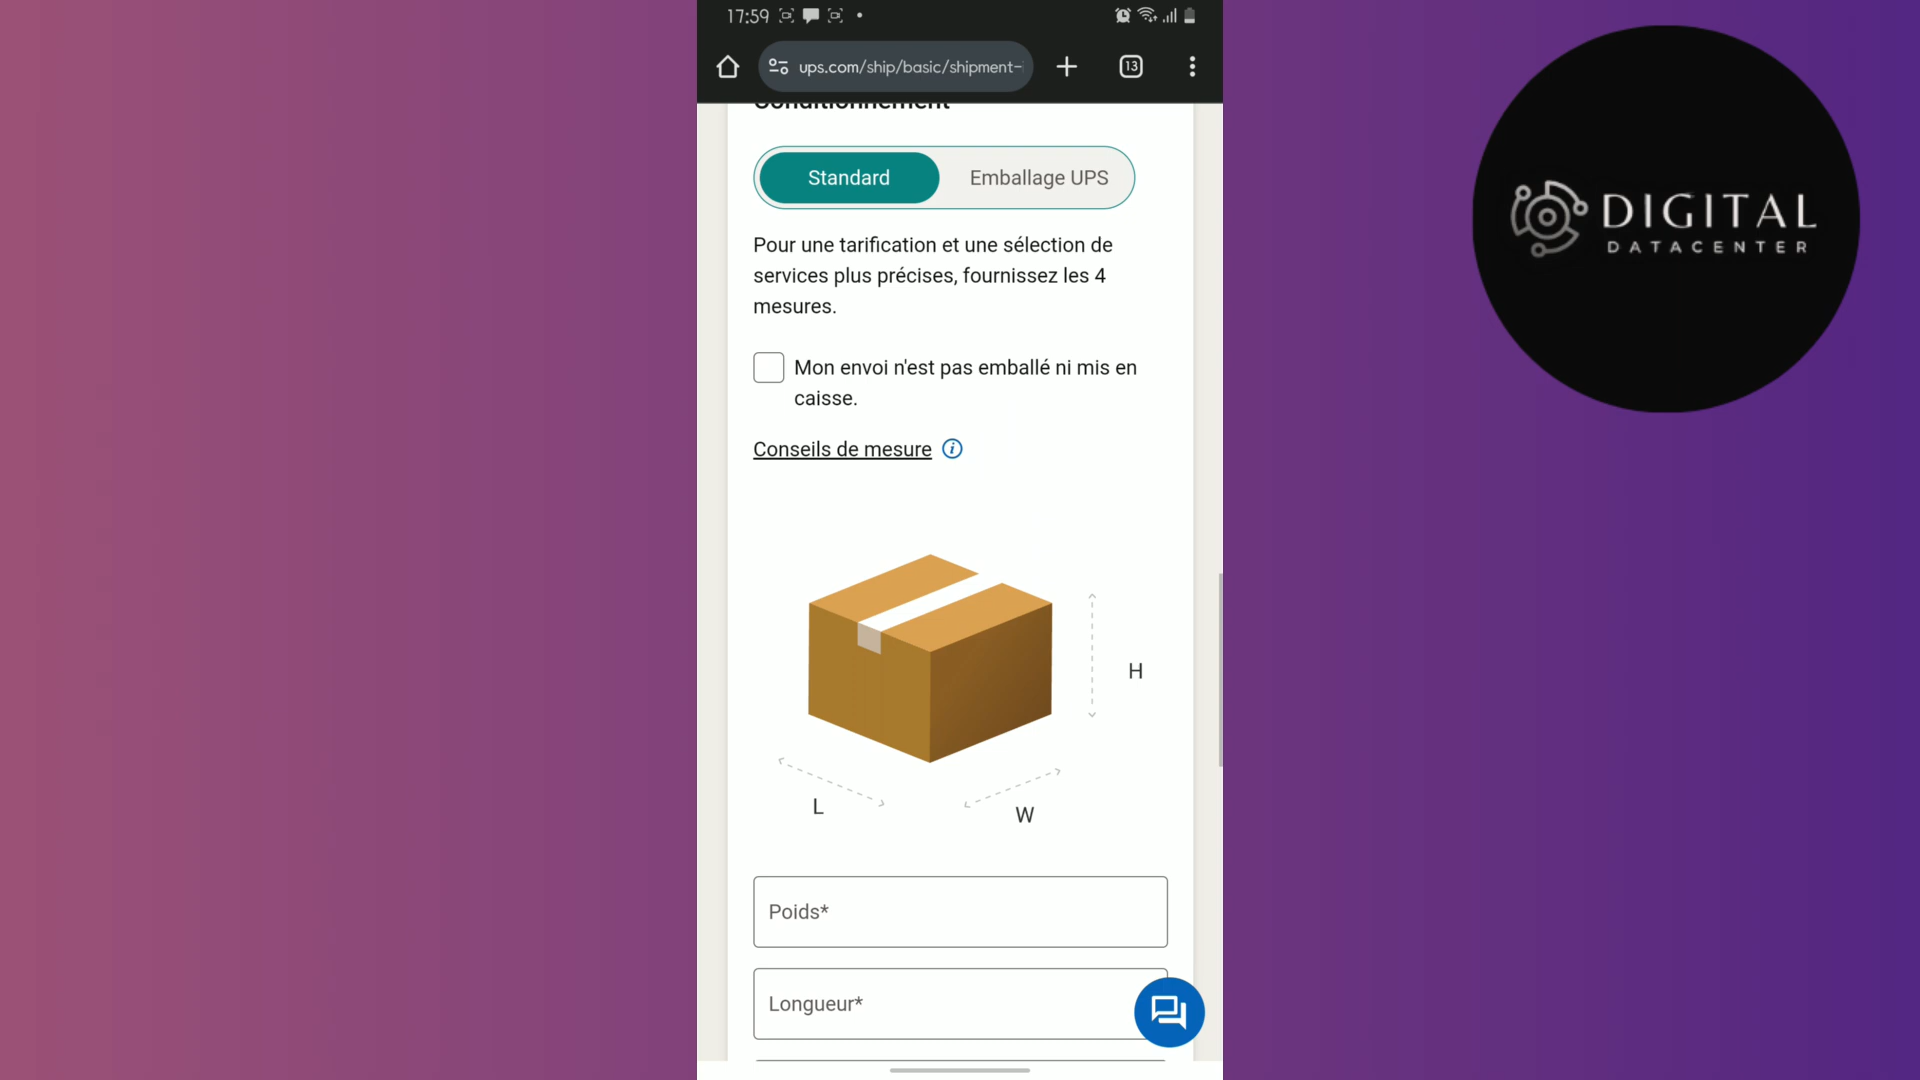 17:59
ups.com/ship/basic/shipment-
13
Conditionnement
Standard
Emballage UPS
Pour une tarification et une sélection de
services plus précises, fournissez les 4
mesures.
Mon envoi n'est pas emballé ni mis en
caisse.
Conseils de mesure
H
L
W
Poids*
Longueur*
DIGITAL
DATACENTER